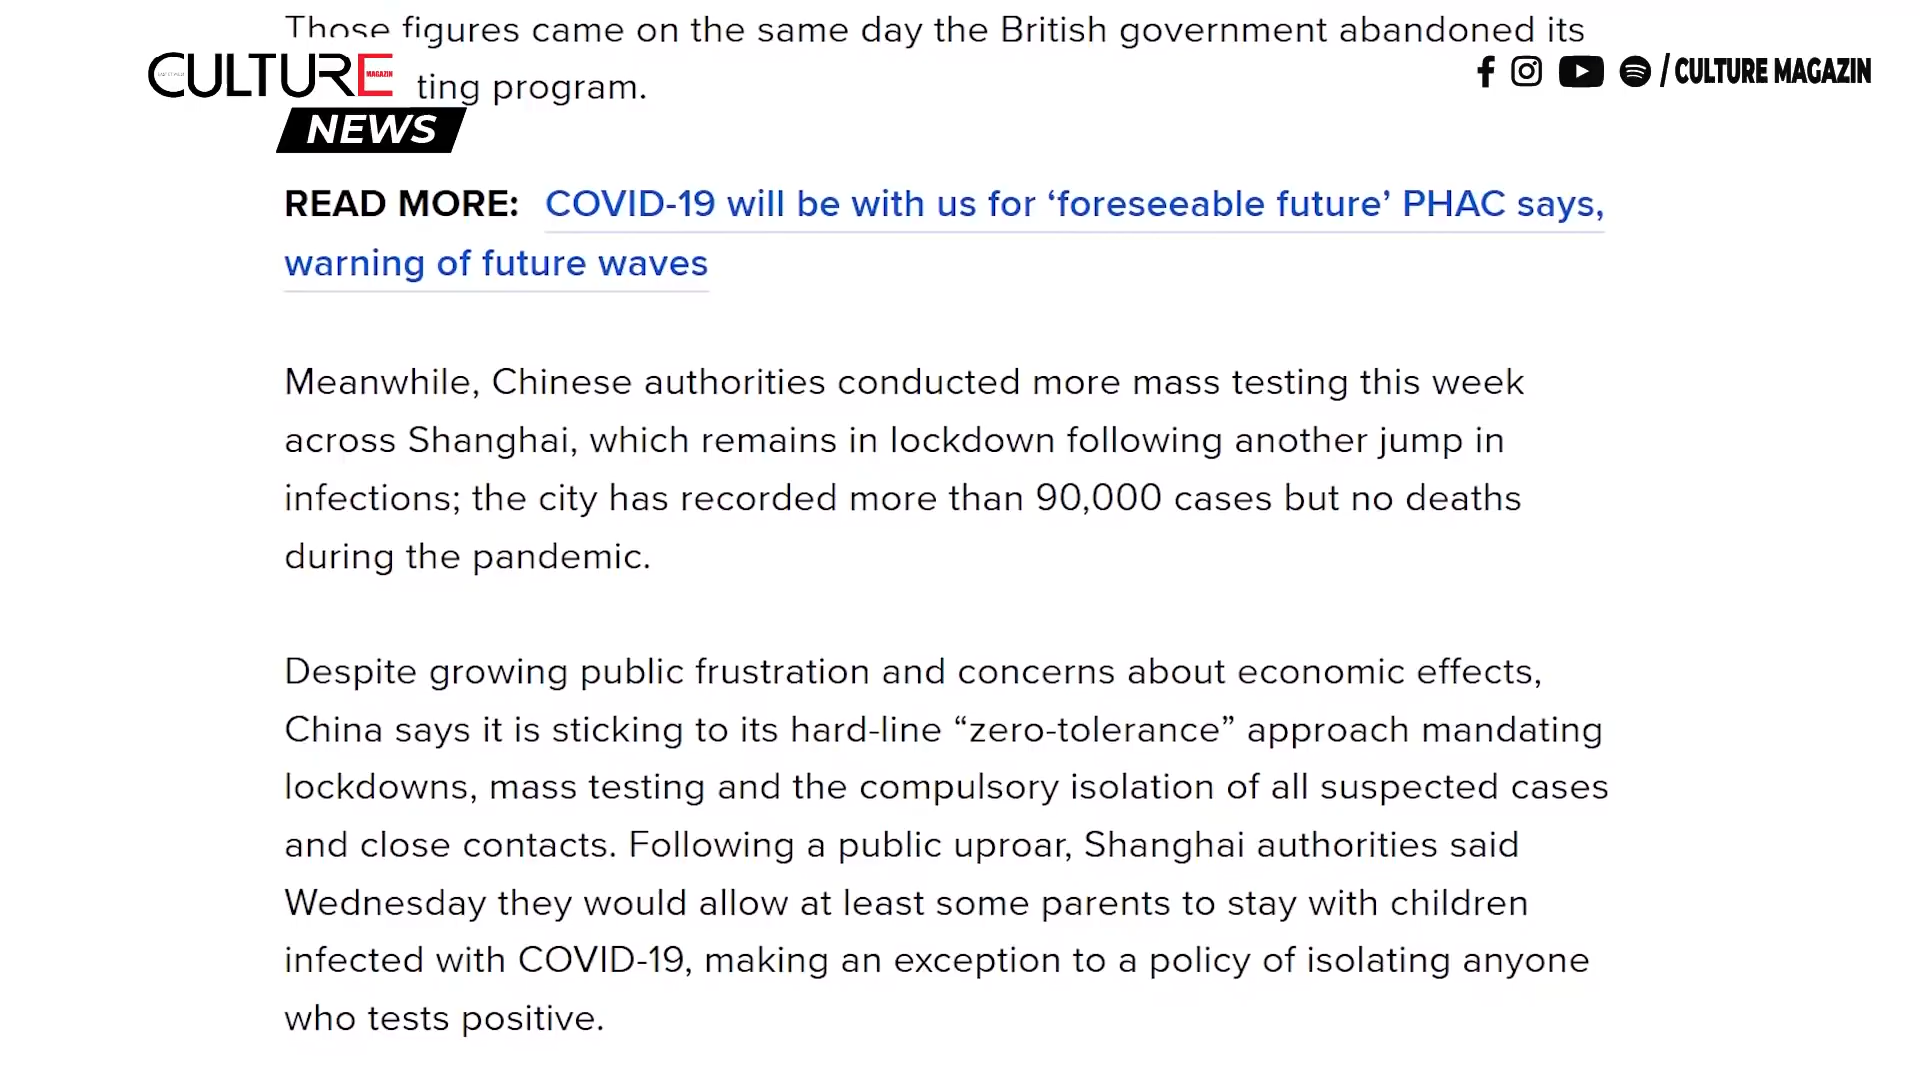 Those figures came on the same day the British government abandoned its
ting program.
CULTURE
MAGAZIN
NEWS
/ CULTURE MAGAZIN
READ MORE: COVID-19 will be with us for ‘foreseeable future’ PHAC says,
warning of future waves
Meanwhile, Chinese authorities conducted more mass testing this week
across Shanghai, which remains in lockdown following another jump in
infections; the city has recorded more than 90,000 cases but no deaths
during the pandemic.
Despite growing public frustration and concerns about economic effects,
China says it is sticking to its hard-line “zero-tolerance” approach mandating
lockdowns, mass testing and the compulsory isolation of all suspected cases
and close contacts. Following a public uproar, Shanghai authorities said
Wednesday they would allow at least some parents to stay with children
infected with COVID-19, making an exception to a policy of isolating anyone
who tests positive.